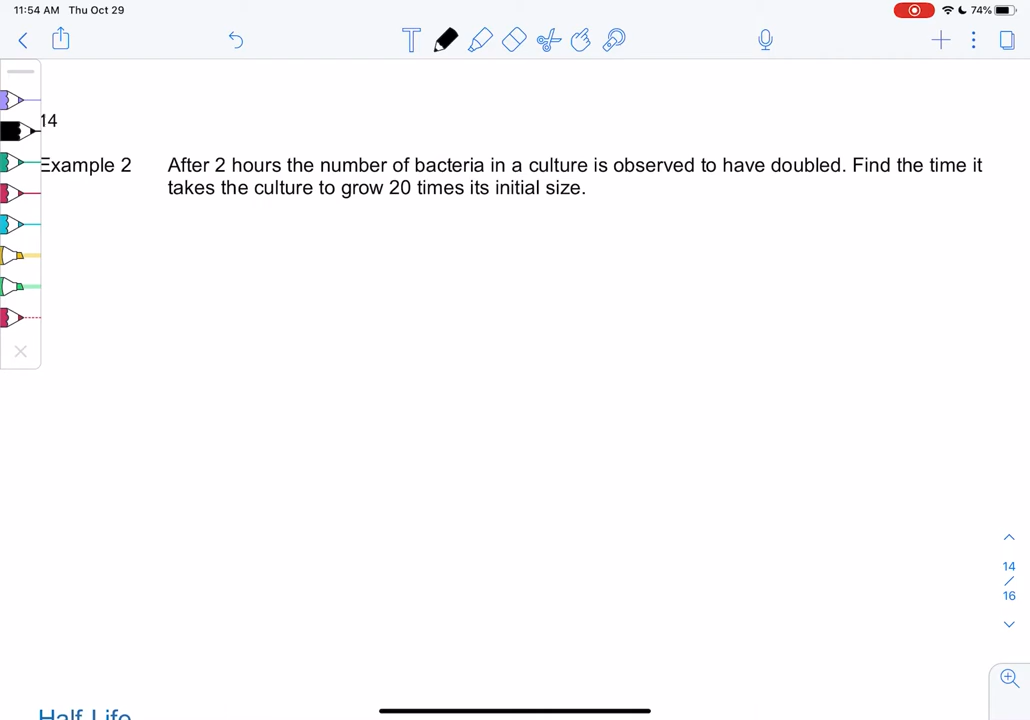 11:54 AM Thu Oct 29
74%
14
Example 2 After 2 hours the number of bacteria in a culture is observed to have doubled. Find the time it
takes the culture to grow 20 times its initial size.
14
/
16
Half-Life